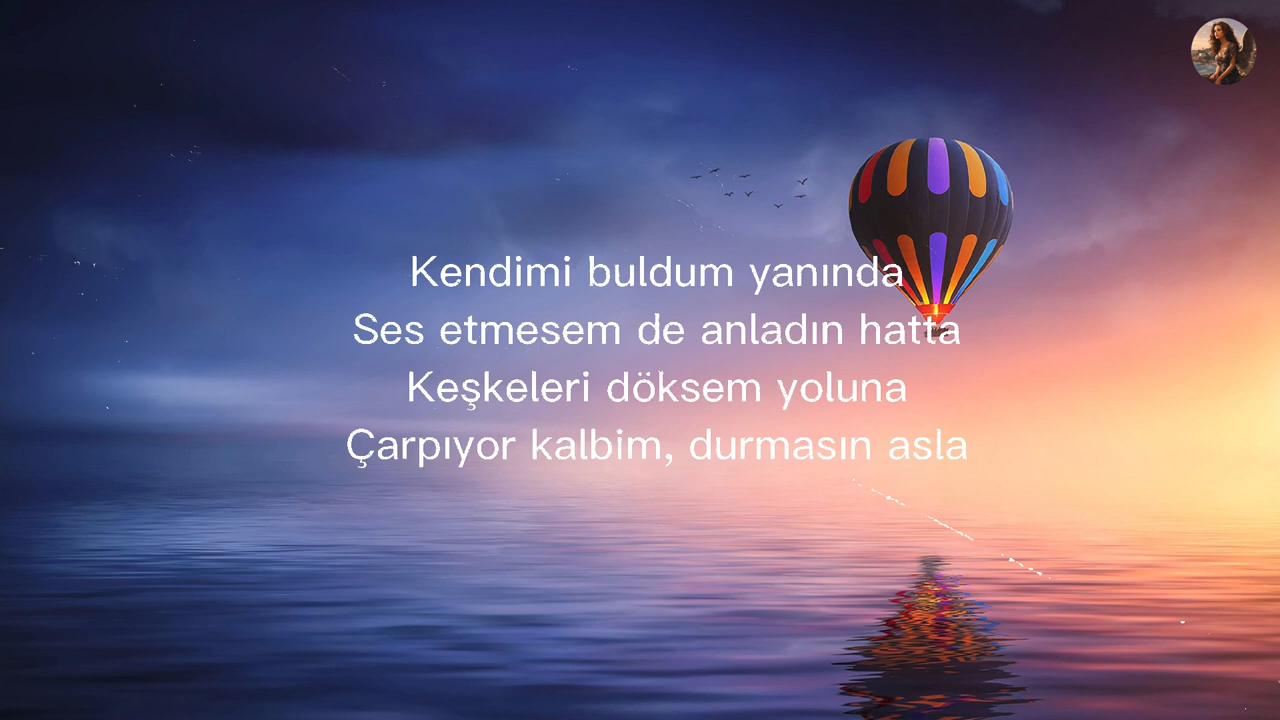 Kendimi buldum yanında
Ses etmesem de anladın hatta
Keşkeleri döksem yoluna
Çarpıyor kalbim, durmasın asla